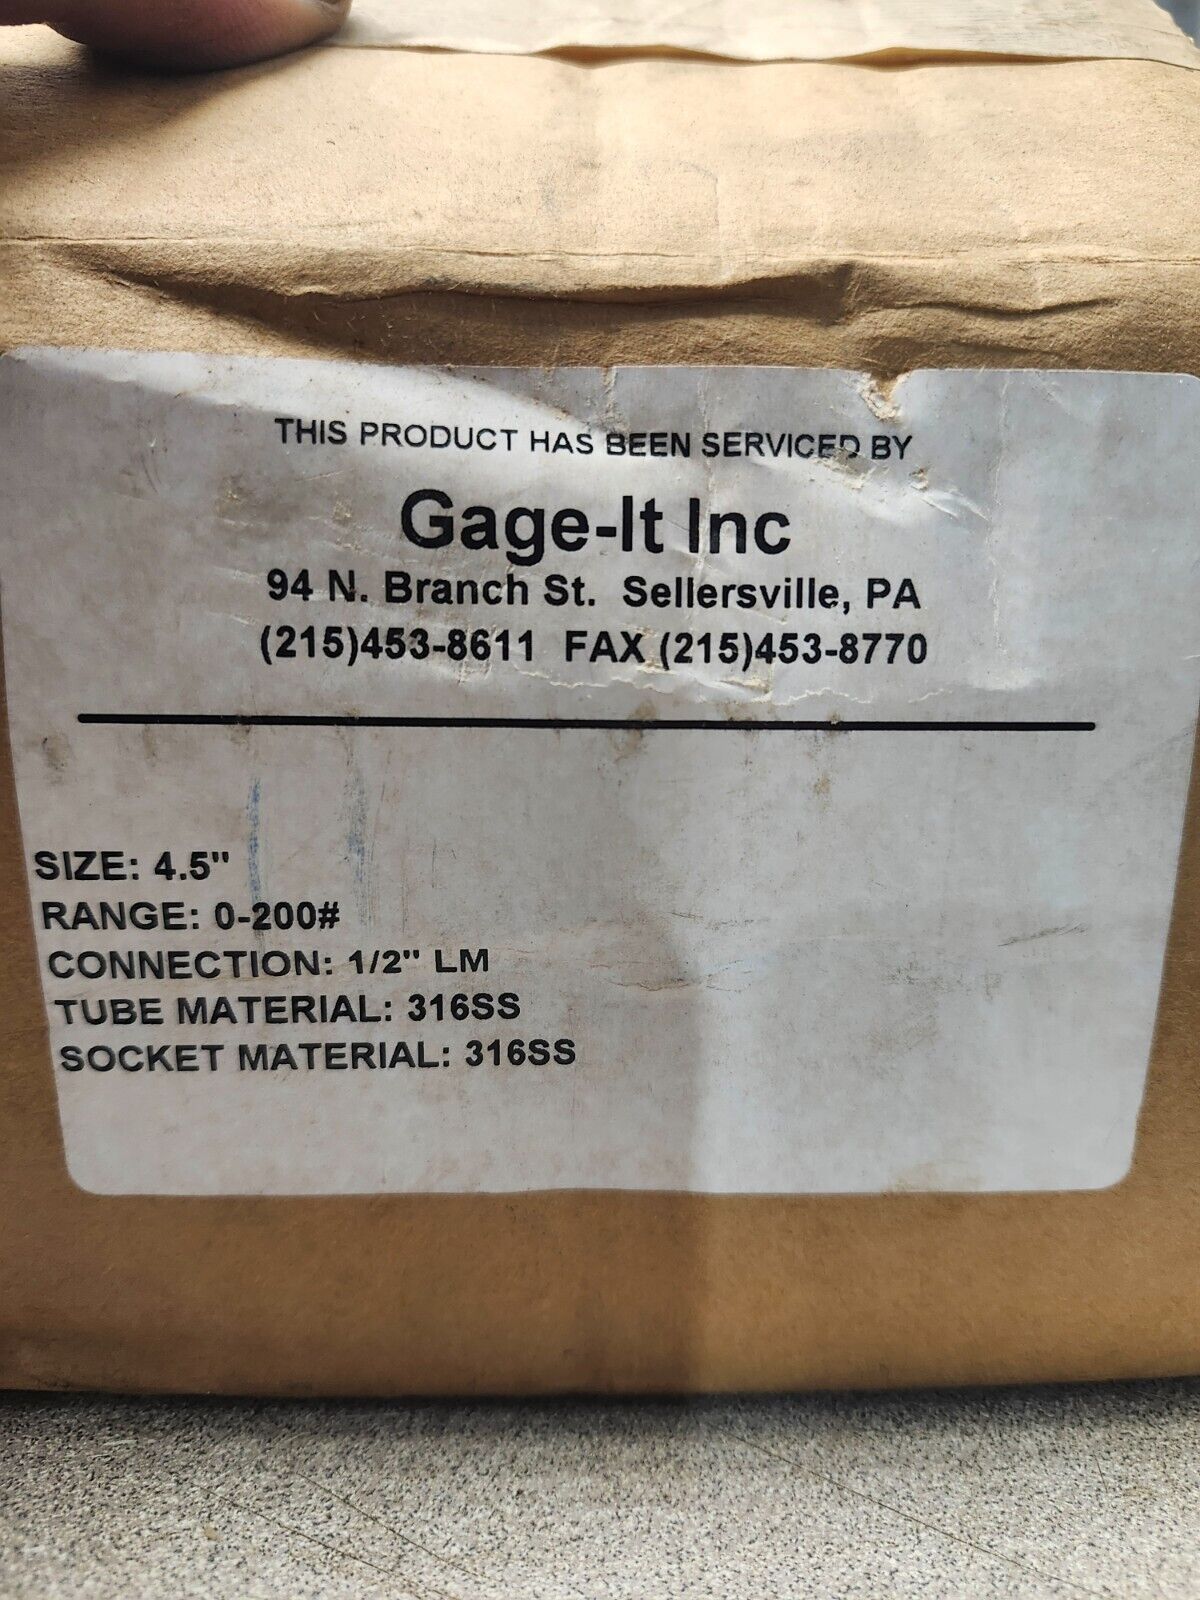 THIS PRODUCT HAS BEEN SERVICED BY
Gage-It Inc
94 N. Branch St. Sellersville, PA
(215)453-8611 FAX (215)453-8770
SIZE: 4.5"
RANGE: 0-200#
CONNECTION: 1/2" LM
TUBE MATERIAL: 316SS
SOCKET MATERIAL: 316SS